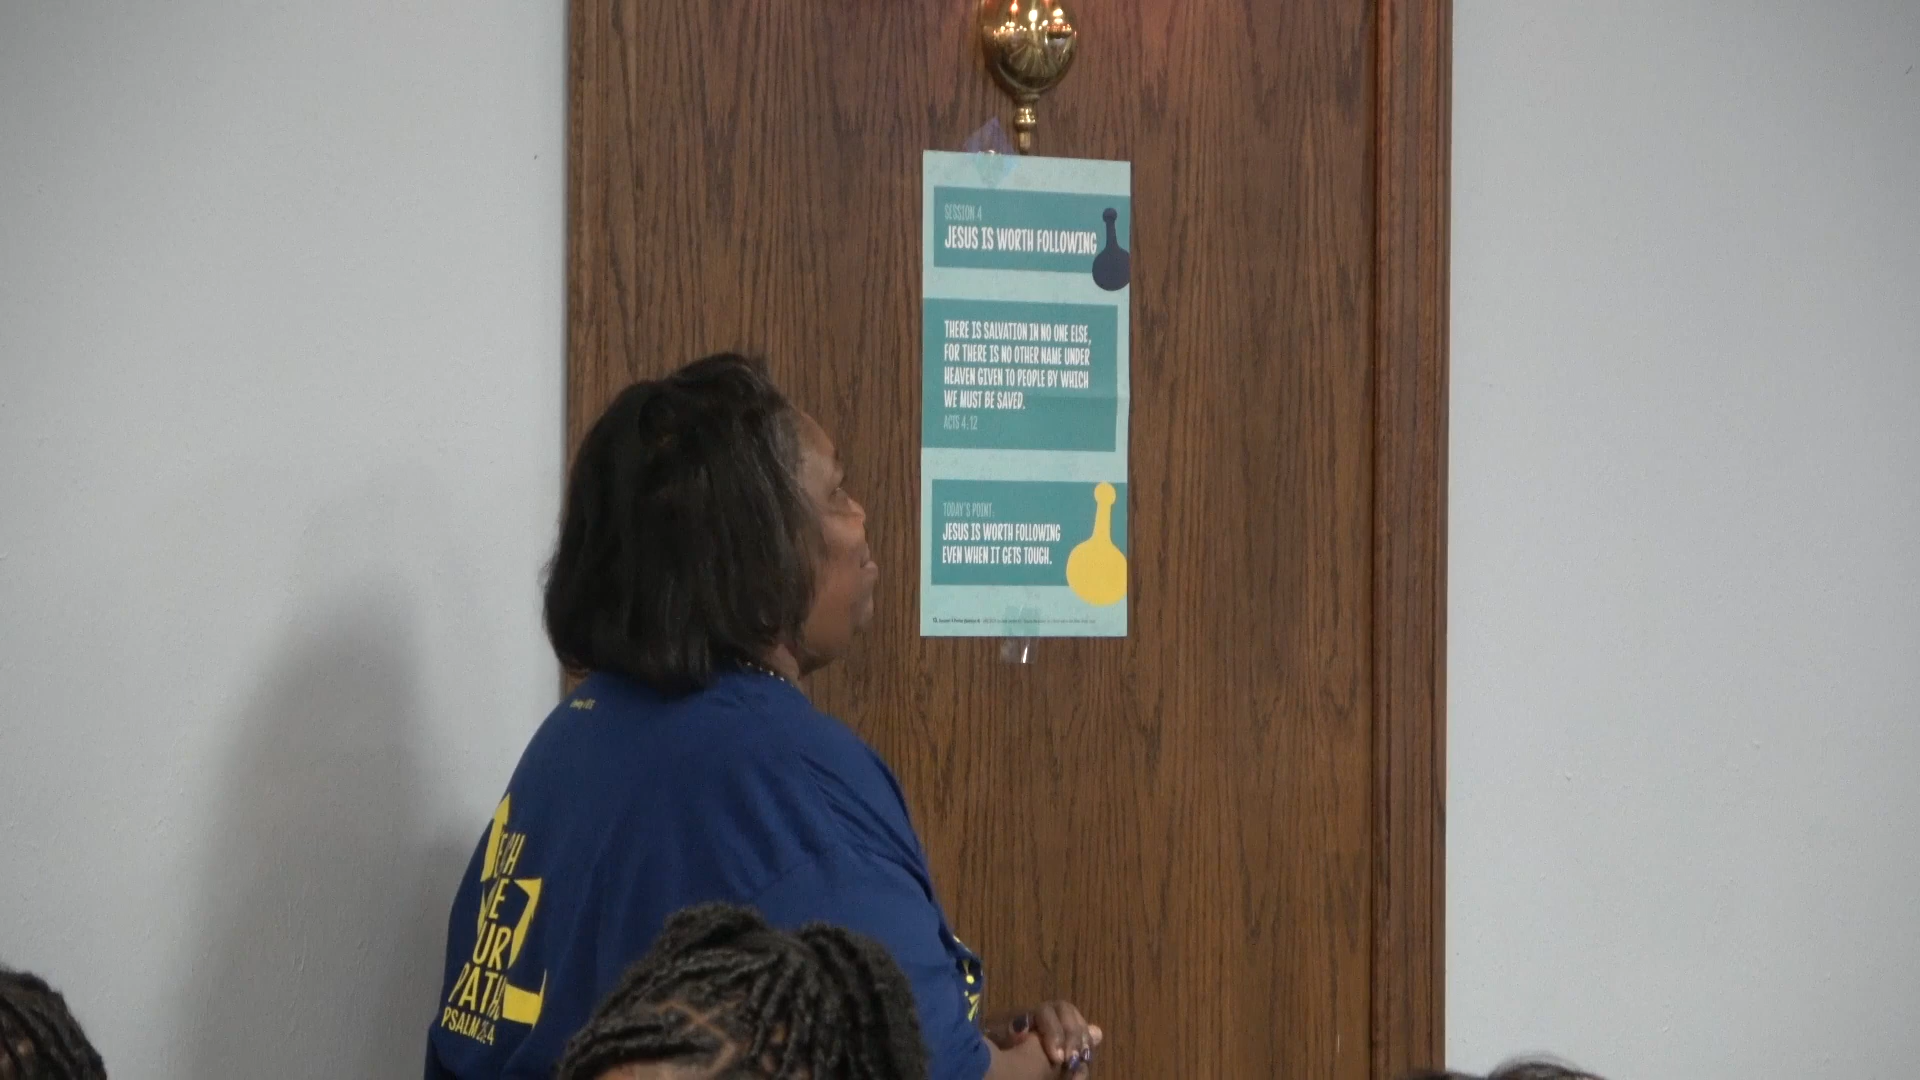 SESSION 4
JESUS IS WORTH FOLLOWING
THERE IS SALVATION IN NO ONE ELSE,
FOR THERE IS NO OTHER NAME UNDER
HEAVEN GIVEN TO PEOPLE BY WHICH
WE MUST BE SAVED.
ACTS 4:12
TODAY'S POINT:
JESUS IS WORTH FOLLOWING
EVEN WHEN IT GETS TOUGH.
PATHS
PSALM